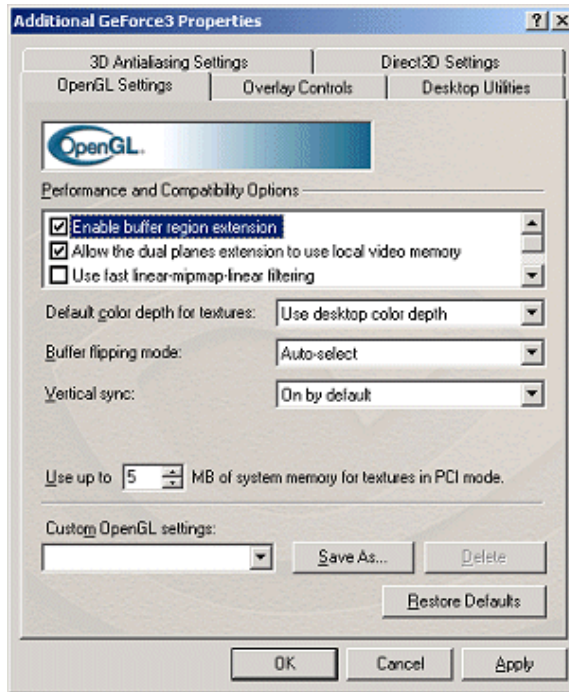 Additional GeForce3 Properties
3D Antialiasing Settings
Direct3D Settings
OpenGL Settings
Overlay Controls
Desktop Utilities
OpenGL.
Performance and Compatibility Options
Enable buffer region extension
Allow the dual planes extension to use local video memory
Use fast linear-mipmap-linear filtering
Default color depth for textures: Use desktop color depth
Buffer flipping mode: Auto-select
Vertical sync: On by default
Use up to 5 MB of system memory for textures in PCI mode.
Custom OpenGL settings:
Save As... Delete
Restore Defaults
OK Cancel Apply